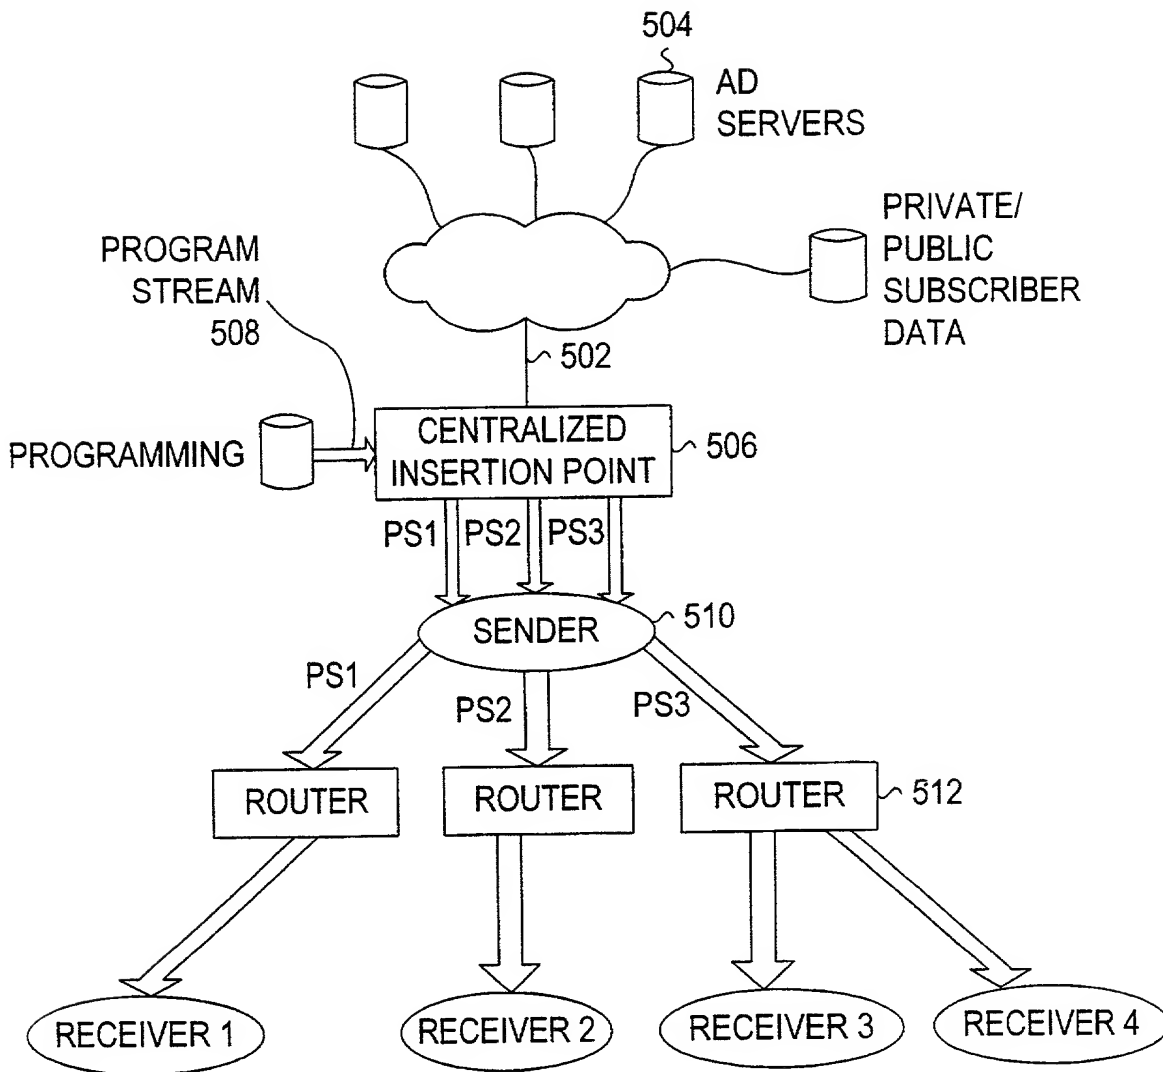 504
AD
SERVERS
PRIVATE/
PUBLIC
SUBSCRIBER
DATA
PROGRAM
STREAM
508
502
PROGRAMMING
CENTRALIZED
INSERTION POINT
506
PS1
PS2
PS3
SENDER
510
PS1
PS2
PS3
ROUTER
ROUTER
ROUTER
512
RECEIVER 1
RECEIVER 2
RECEIVER 3
RECEIVER 4